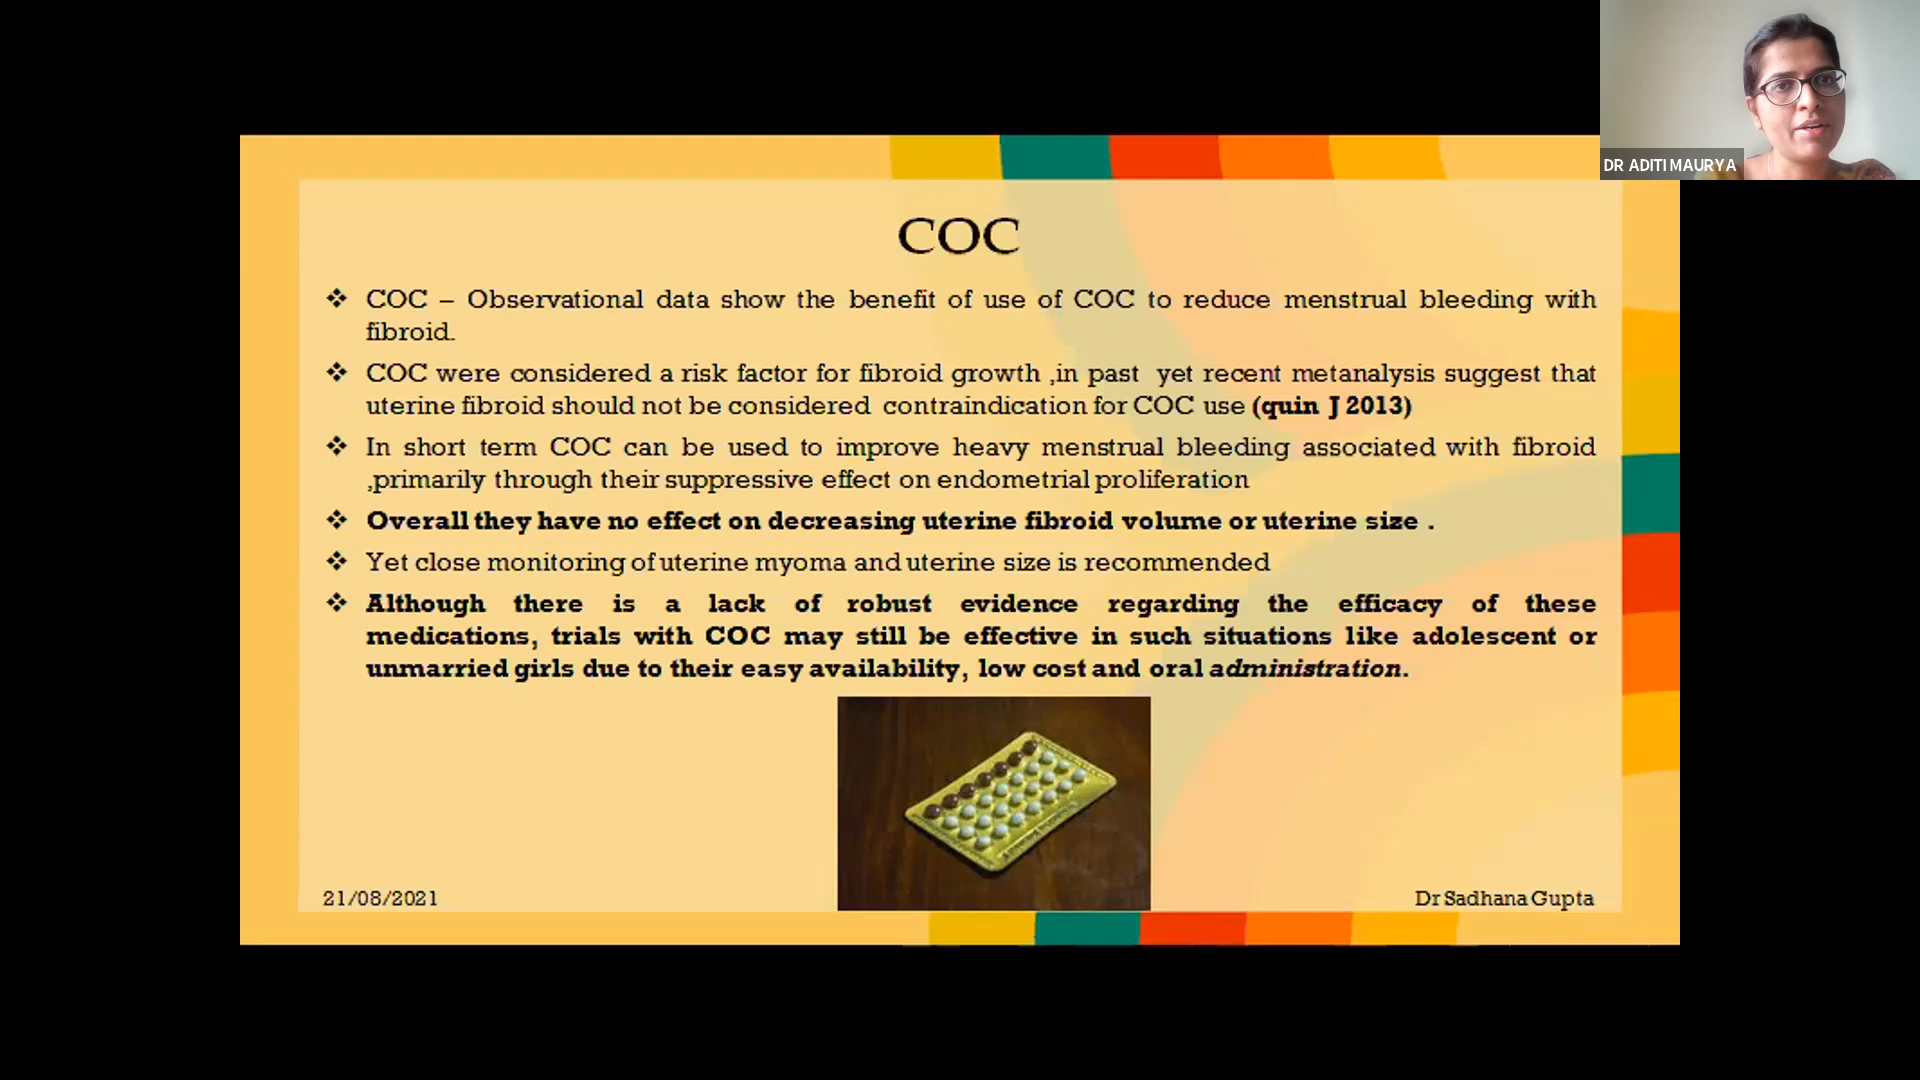 DR ADITI MAURYA
COC
❖ COC – Observational data show the benefit of use of COC to reduce menstrual bleeding with
fibroid.
❖ COC were considered a risk factor for fibroid growth ,in past yet recent metanalysis suggest that
uterine fibroid should not be considered contraindication for COC use (quin J 2013)
❖ In short term COC can be used to improve heavy menstrual bleeding associated with fibroid
,primarily through their suppressive effect on endometrial proliferation
❖ Overall they have no effect on decreasing uterine fibroid volume or uterine size .
❖ Yet close monitoring of uterine myoma and uterine size is recommended
❖ Although there is a lack of robust evidence regarding the efficacy of these
medications, trials with COC may still be effective in such situations like adolescent or
unmarried girls due to their easy availability, low cost and oral administration.
21/08/2021
Dr Sadhana Gupta